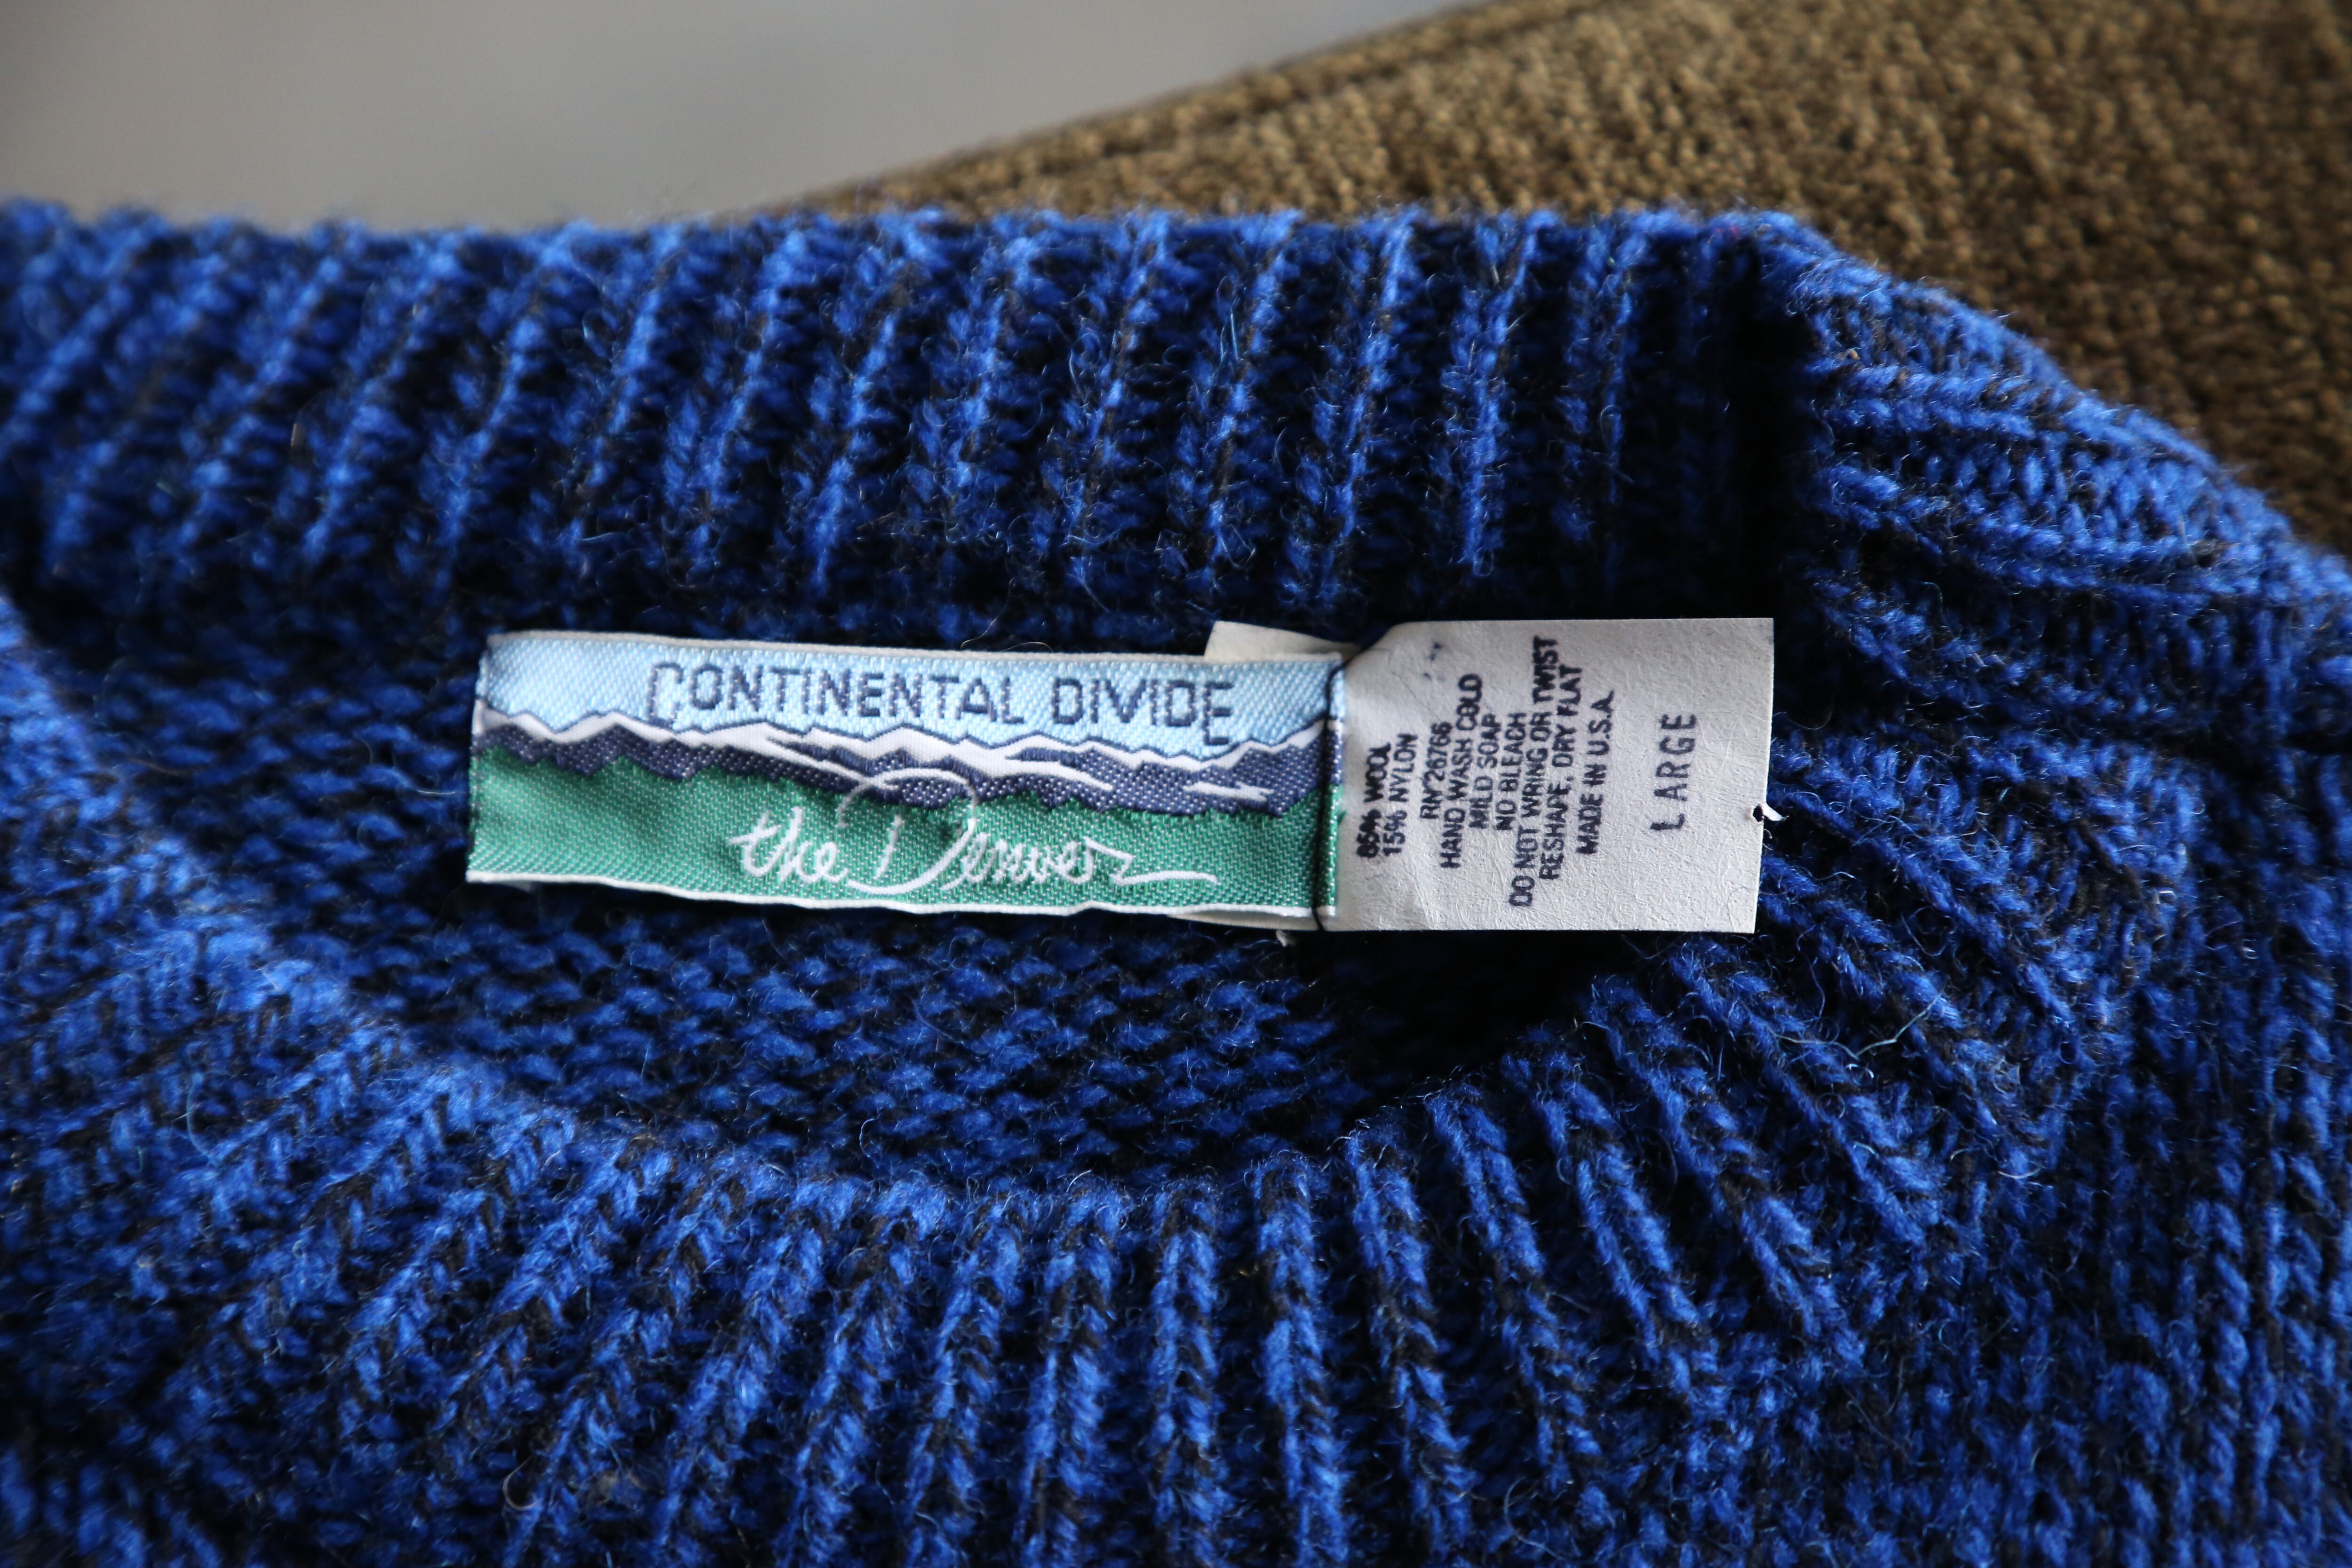 CONTINENTAL DIVIDE
the Denver
85% WOOL
15% NYLON
RN 26766
HAND WASH COLD
MILD SOAP
NO BLEACH
DO NOT WRING OR TWIST
RESHAPE, DRY FLAT
MADE IN U.S.A.
LARGE